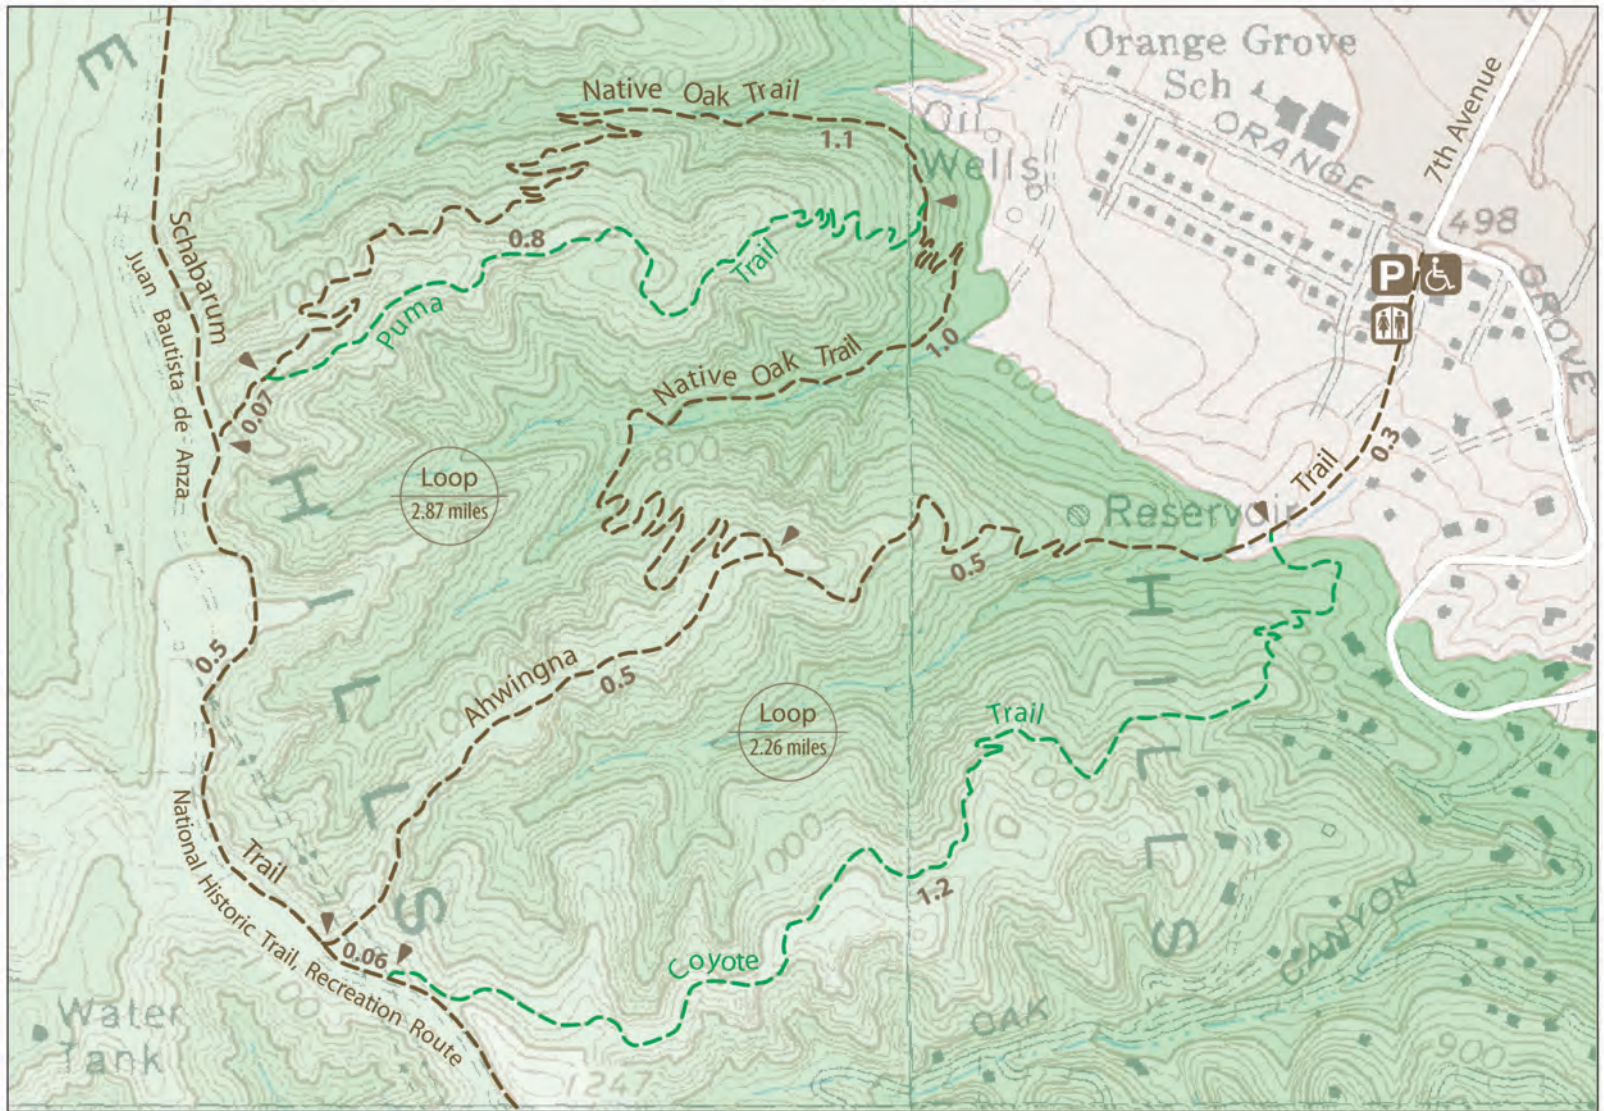 Orange Grove
Sch
7th Avenue
E
Native Oak Trail
1.1
Oil
Wells
ORANGE
498
P
GROVE
Schabarum
Juan Bautista de Anza
0.8
Puma
Trail
0.07
Native Oak Trail
1.0
600
Loop
2.87 miles
800
Reservoir
Trail
0.3
0.5
HILLS
HILLS
0.5
Ahwingna
0.5
Loop
2.26 miles
Trail
Trail
National Historic Trail, Recreation Route
0.06
Coyote
1.2
OAK
CANYON
Water
Tank
1247
900